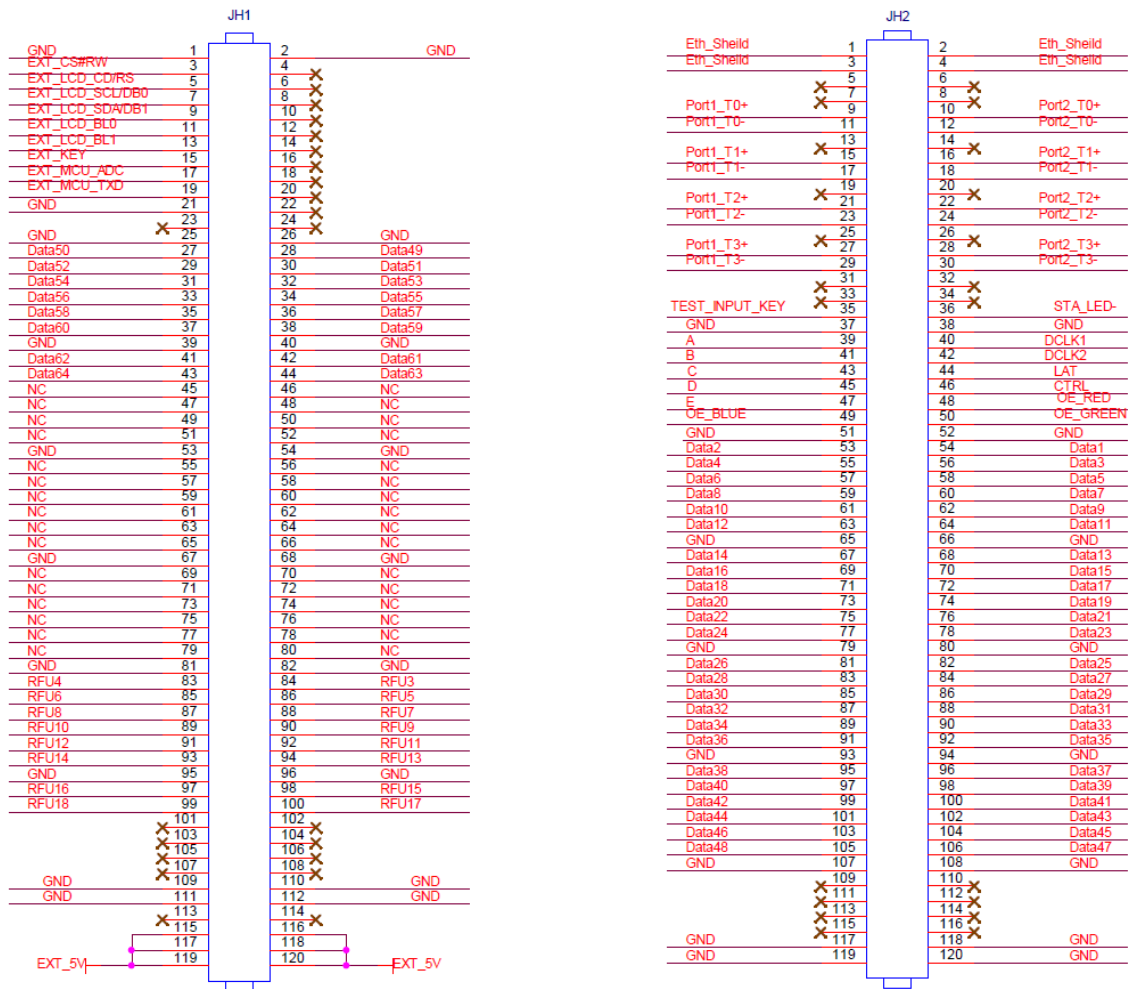 JH1
GND 1 2 GND
EXT_CS#RW 3 4
EXT_LCD_CD/RS 5 6
EXT_LCD_SCL/DB0 7 8
EXT_LCD_SDA/DB1 9 10
EXT_LCD_BL0 11 12
EXT_LCD_BL1 13 14
EXT_KEY 15 16
EXT_MCU_ADC 17 18
EXT_MCU_TXD 19 20
GND 21 22
23 24
GND 25 26 GND
Data50 27 28 Data49
Data52 29 30 Data51
Data54 31 32 Data53
Data56 33 34 Data55
Data58 35 36 Data57
Data60 37 38 Data59
GND 39 40 GND
Data62 41 42 Data61
Data64 43 44 Data63
NC 45 46 NC
NC 47 48 NC
NC 49 50 NC
NC 51 52 NC
GND 53 54 GND
NC 55 56 NC
NC 57 58 NC
NC 59 60 NC
NC 61 62 NC
NC 63 64 NC
NC 65 66 NC
GND 67 68 GND
NC 69 70 NC
NC 71 72 NC
NC 73 74 NC
NC 75 76 NC
NC 77 78 NC
NC 79 80 NC
GND 81 82 GND
RFU4 83 84 RFU3
RFU6 85 86 RFU5
RFU8 87 88 RFU7
RFU10 89 90 RFU9
RFU12 91 92 RFU11
RFU14 93 94 RFU13
GND 95 96 GND
RFU16 97 98 RFU15
RFU18 99 100 RFU17
101 102
103 104
105 106
107 108
GND 109 110 GND
GND 111 112 GND
113 114
115 116
117 118
EXT_5V 119 120 EXT_5V
JH2
Eth_Sheild 1 2 Eth_Sheild
Eth_Sheild 3 4 Eth_Sheild
5 6
7 8
Port1_T0+ 9 10 Port2_T0+
Port1_T0- 11 12 Port2_T0-
13 14
Port1_T1+ 15 16 Port2_T1+
Port1_T1- 17 18 Port2_T1-
19 20
Port1_T2+ 21 22 Port2_T2+
Port1_T2- 23 24 Port2_T2-
25 26
Port1_T3+ 27 28 Port2_T3+
Port1_T3- 29 30 Port2_T3-
31 32
33 34
TEST_INPUT_KEY 35 36 STA_LED-
GND 37 38 GND
A 39 40 DCLK1
B 41 42 DCLK2
C 43 44 LAT
D 45 46 CTRL
E 47 48 OE_RED
OE_BLUE 49 50 OE_GREEN
GND 51 52 GND
Data2 53 54 Data1
Data4 55 56 Data3
Data6 57 58 Data5
Data8 59 60 Data7
Data10 61 62 Data9
Data12 63 64 Data11
GND 65 66 GND
Data14 67 68 Data13
Data16 69 70 Data15
Data18 71 72 Data17
Data20 73 74 Data19
Data22 75 76 Data21
Data24 77 78 Data23
GND 79 80 GND
Data26 81 82 Data25
Data28 83 84 Data27
Data30 85 86 Data29
Data32 87 88 Data31
Data34 89 90 Data33
Data36 91 92 Data35
GND 93 94 GND
Data38 95 96 Data37
Data40 97 98 Data39
Data42 99 100 Data41
Data44 101 102 Data43
Data46 103 104 Data45
Data48 105 106 Data47
GND 107 108 GND
109 110
111 112
113 114
115 116
GND 117 118 GND
GND 119 120 GND